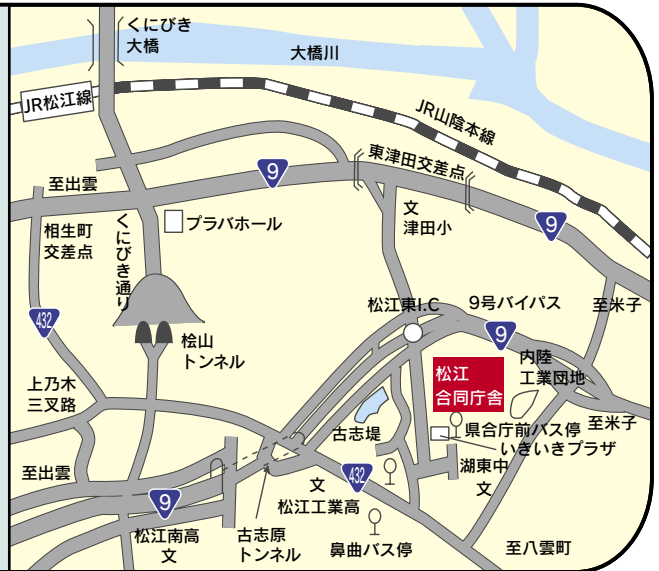 くにびき
大橋
大橋川
JR松江線
JR山陰本線
東津田交差点
至出雲
9
文
津田小
9
相生町
交差点
くにびき通り
プラバホール
松江東I.C
9号バイパス
至米子
432
桧山
トンネル
9
松江
合同庁舎
内陸
工業団地
上乃木
三叉路
古志堤
県合庁前バス停
いきいきプラザ
至米子
至出雲
湖東中
文
9
文
松江工業高
432
松江南高
文
古志原
トンネル
鼻曲バス停
至八雲町